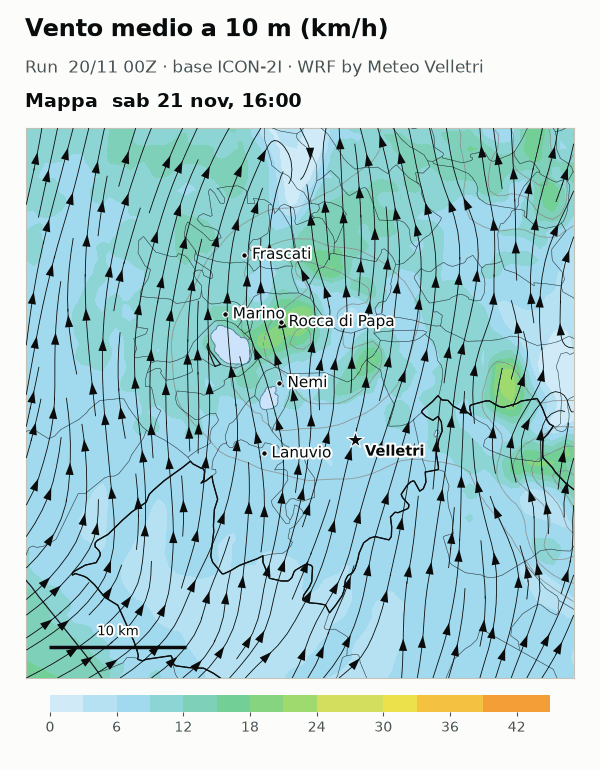 Vento medio a 10 m (km/h)
Run  20/11 00Z · base ICON-2I · WRF by Meteo Velletri
Mappa  sab 21 nov, 16:00
Frascati
Marino
Rocca di Papa
Nemi
Lanuvio
Velletri
10 km
0 6 12 18 24 30 36 42